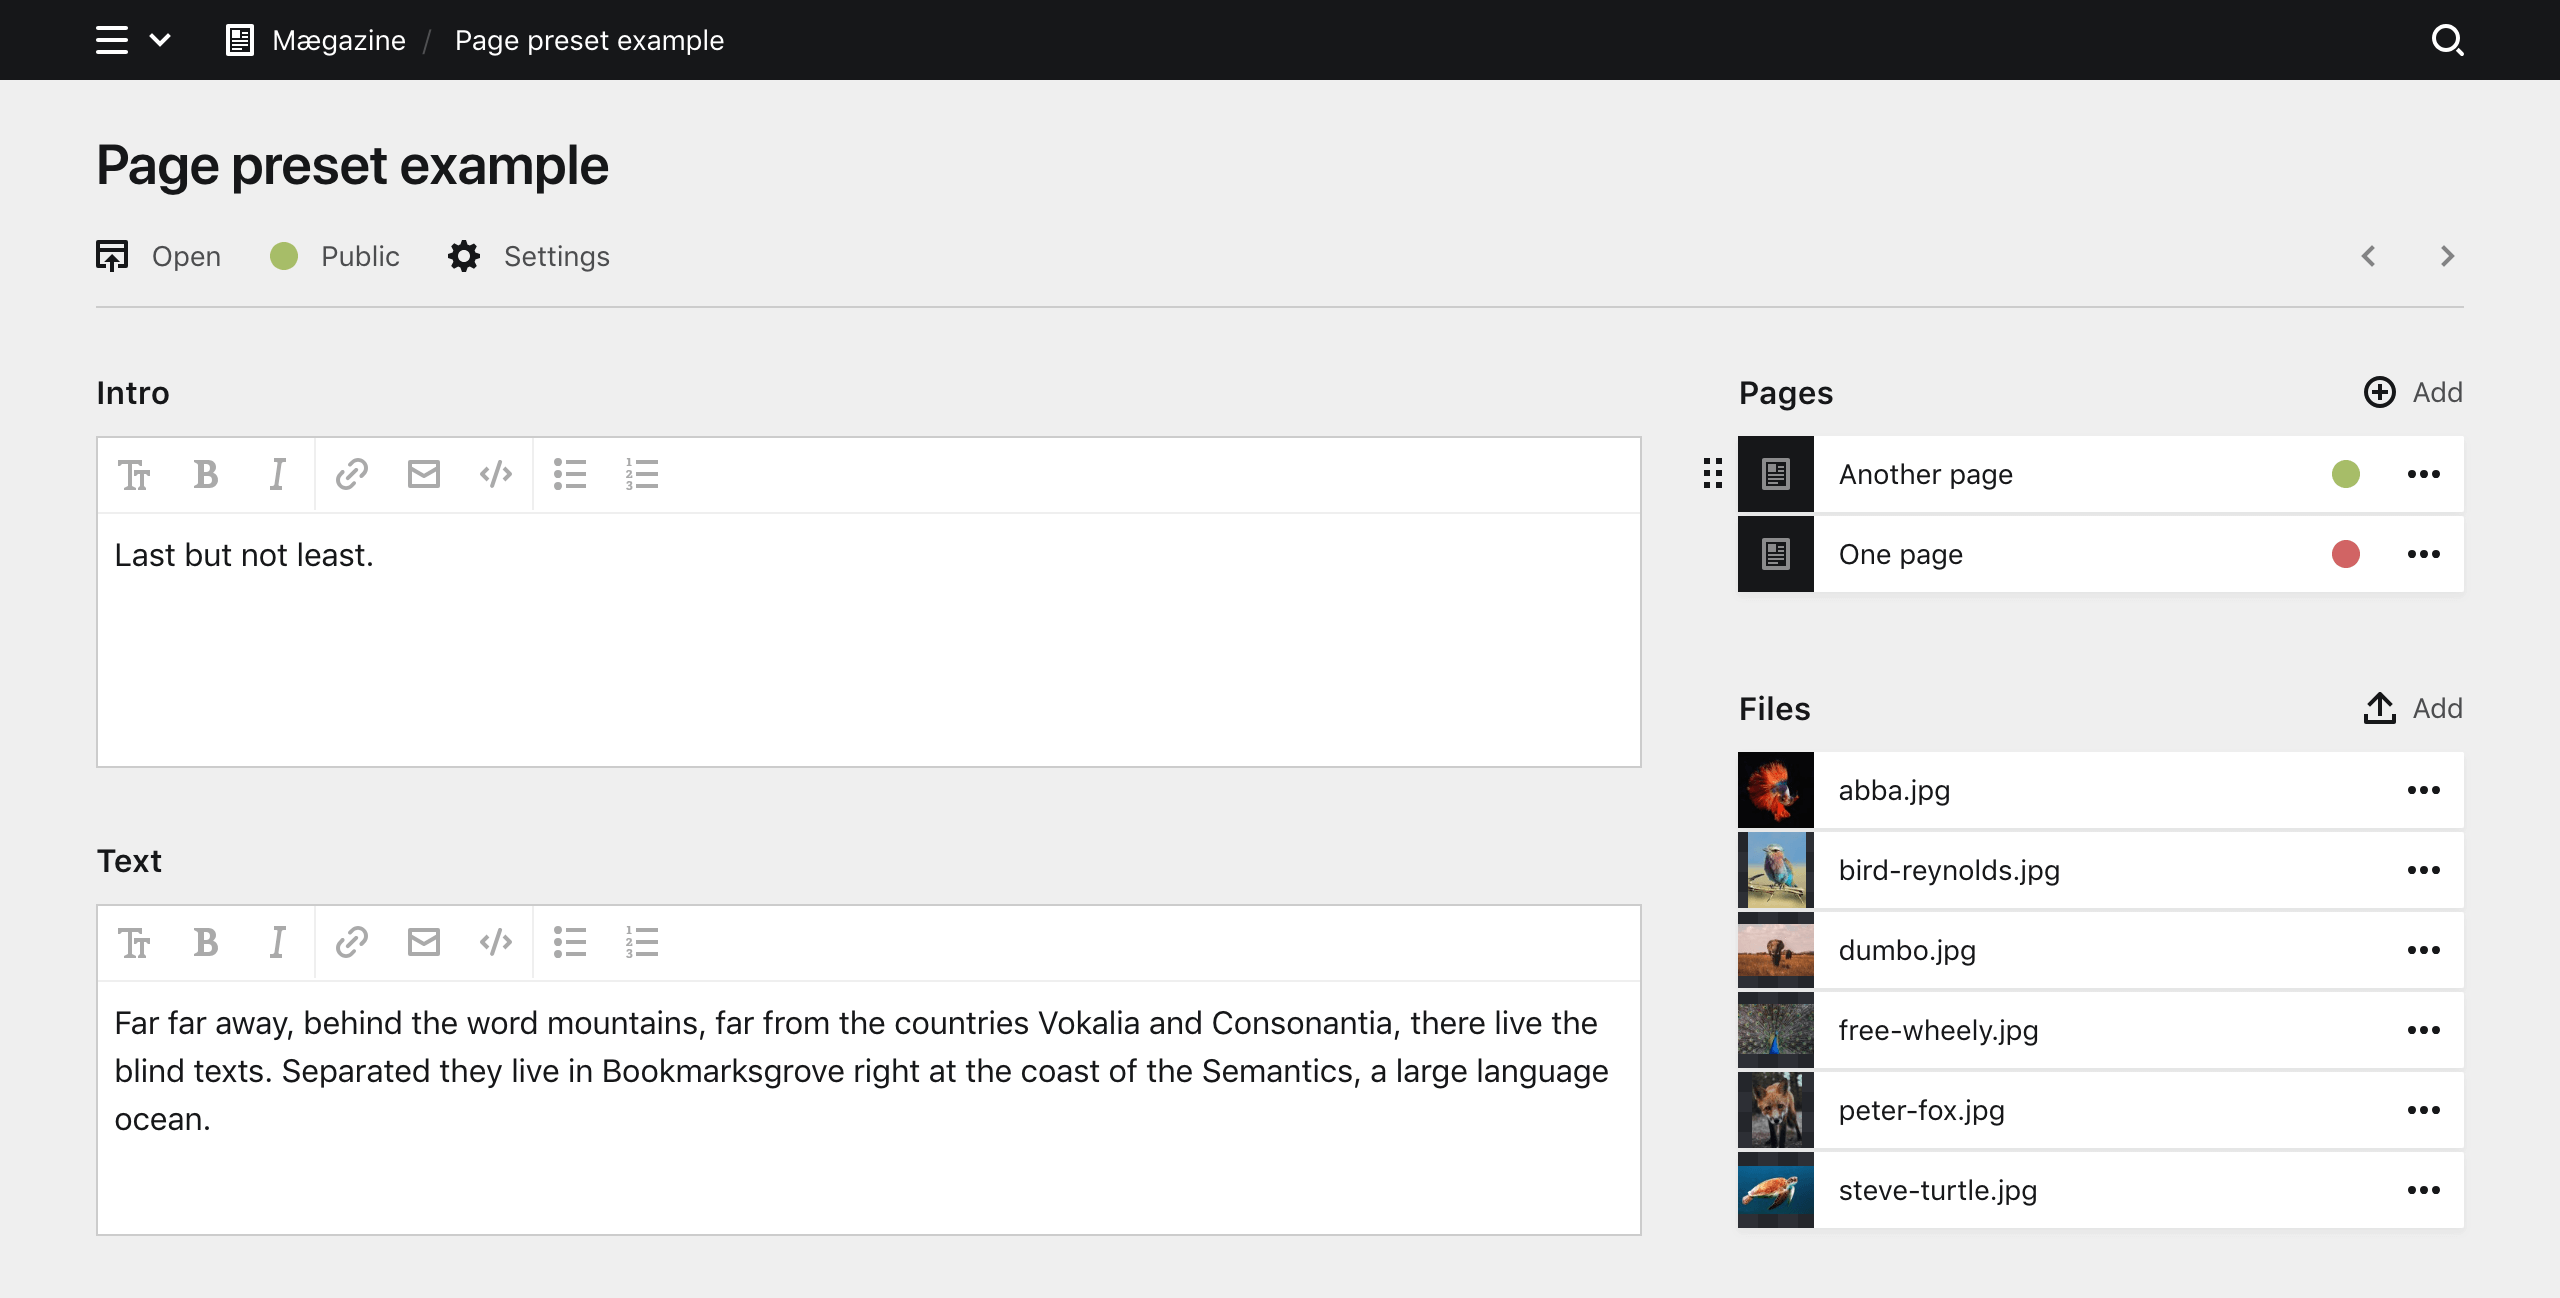 Mægazine / Page preset example
Page preset example
Open Public Settings
Intro
Last but not least.
Text
Far far away, behind the word mountains, far from the countries Vokalia and Consonantia, there live the
blind texts. Separated they live in Bookmarksgrove right at the coast of the Semantics, a large language
ocean.
Pages Add
Another page
One page
Files Add
abba.jpg
bird-reynolds.jpg
dumbo.jpg
free-wheely.jpg
peter-fox.jpg
steve-turtle.jpg